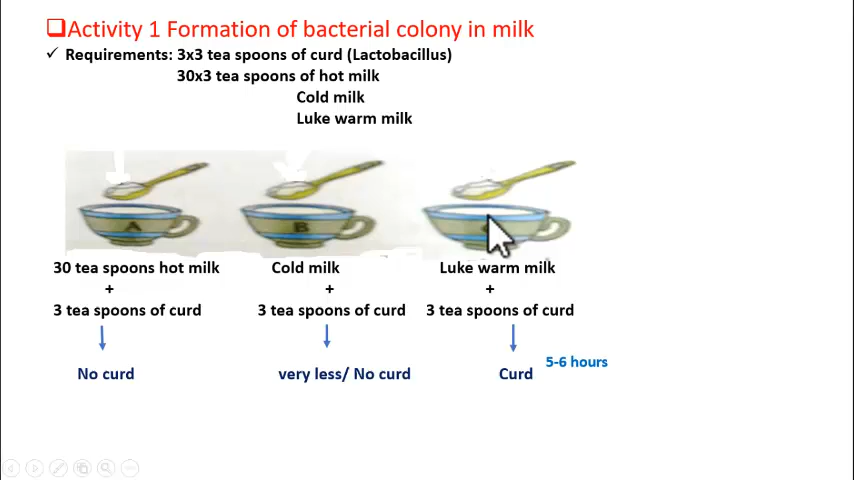 ❑Activity 1 Formation of bacterial colony in milk
✓ Requirements: 3x3 tea spoons of curd (Lactobacillus)
30x3 tea spoons of hot milk
Cold milk
Luke warm milk
A B
30 tea spoons hot milk Cold milk Luke warm milk
+ + +
3 tea spoons of curd 3 tea spoons of curd 3 tea spoons of curd
5-6 hours
No curd very less/ No curd Curd